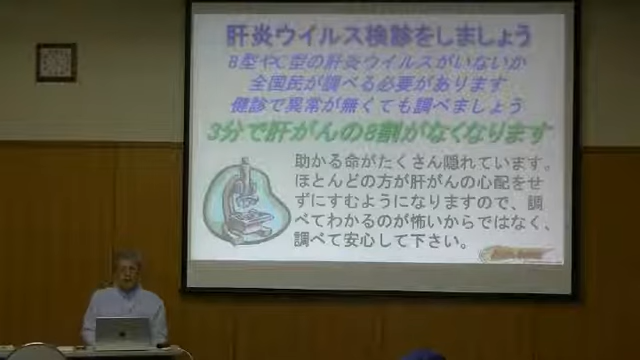 肝炎ウイルス検診をしましょう
B型やC型の肝炎ウイルスがいないか
全国民が調べる必要があります
健診で異常が無くても調べましょう
3分で肝がんの8割がなくなります
助かる命がたくさん隠れています。
ほとんどの方が肝がんの心配をせ
ずにすむようになりますので、調
べてわかるのが怖いからではなく、
調べて安心して下さい。